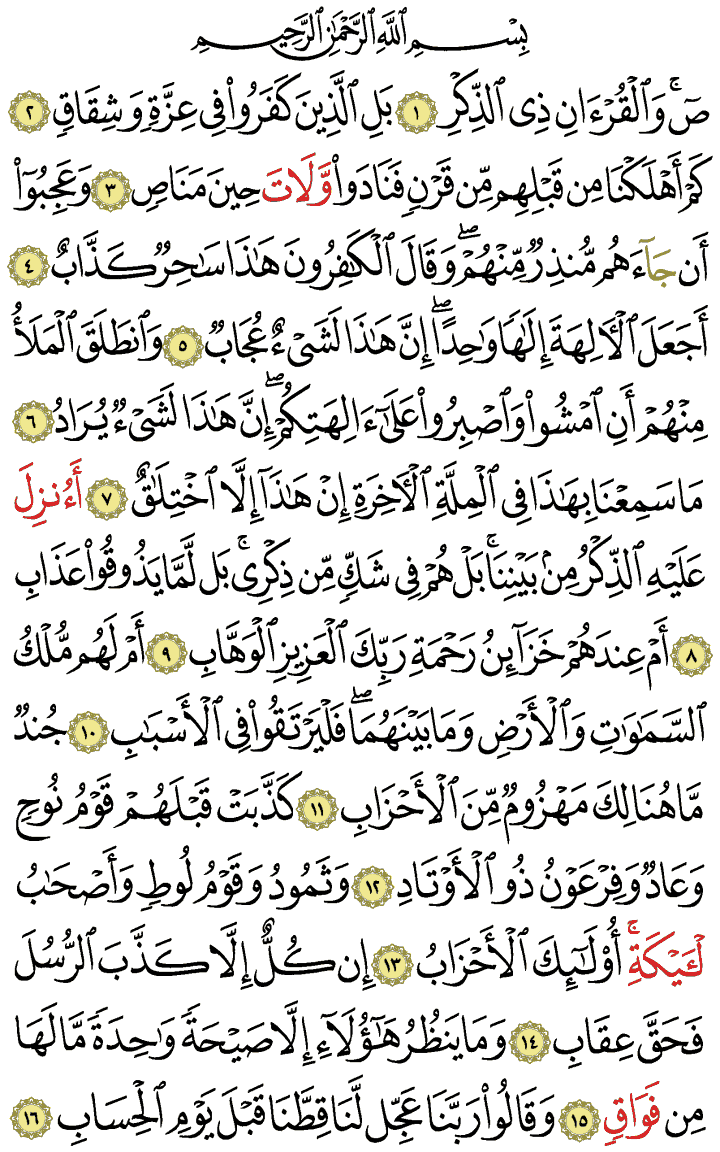 بِسْمِ ٱللَّهِ ٱلرَّحْمَٰنِ ٱلرَّحِيمِ
صٓ ۚ وَٱلْقُرْءَانِ ذِى ٱلذِّكْرِ ١ بَلِ ٱلَّذِينَ كَفَرُوا۟ فِى عِزَّةٍ وَشِقَاقٍ ٢
كَمْ أَهْلَكْنَا مِن قَبْلِهِم مِّن قَرْنٍ فَنَادَوا۟ وَّلَاتَ حِينَ مَنَاصٍ ٣ وَعَجِبُوٓا۟
أَن جَآءَهُم مُّنذِرٌ مِّنْهُمْ ۖ وَقَالَ ٱلْكَٰفِرُونَ هَٰذَا سَٰحِرٌ كَذَّابٌ ٤
أَجَعَلَ ٱلْءَالِهَةَ إِلَٰهًا وَٰحِدًا ۖ إِنَّ هَٰذَا لَشَىْءٌ عُجَابٌ ٥ وَٱنطَلَقَ ٱلْمَلَأُ
مِنْهُمْ أَنِ ٱمْشُوا۟ وَٱصْبِرُوا۟ عَلَىٰٓ ءَالِهَتِكُمْ ۖ إِنَّ هَٰذَا لَشَىْءٌ يُرَادُ ٦
مَا سَمِعْنَا بِهَٰذَا فِى ٱلْمِلَّةِ ٱلْءَاخِرَةِ إِنْ هَٰذَآ إِلَّا ٱخْتِلَٰقٌ ٧ أَءُنزِلَ
عَلَيْهِ ٱلذِّكْرُ مِنۢ بَيْنِنَا ۚ بَلْ هُمْ فِى شَكٍّ مِّن ذِكْرِى ۚ بَل لَّمَّا يَذُوقُوا۟ عَذَابِ
٨ أَمْ عِندَهُمْ خَزَآئِنُ رَحْمَةِ رَبِّكَ ٱلْعَزِيزِ ٱلْوَهَّابِ ٩ أَمْ لَهُم مُّلْكُ
ٱلسَّمَٰوَٰتِ وَٱلْأَرْضِ وَمَا بَيْنَهُمَا ۖ فَلْيَرْتَقُوا۟ فِى ٱلْأَسْبَٰبِ ١٠ جُندٌ
مَّا هُنَالِكَ مَهْزُومٌ مِّنَ ٱلْأَحْزَابِ ١١ كَذَّبَتْ قَبْلَهُمْ قَوْمُ نُوحٍ
وَعَادٌ وَفِرْعَوْنُ ذُو ٱلْأَوْتَادِ ١٢ وَثَمُودُ وَقَوْمُ لُوطٍ وَأَصْحَٰبُ
لْـَٔيْكَةِ ۚ أُو۟لَٰٓئِكَ ٱلْأَحْزَابُ ١٣ إِن كُلٌّ إِلَّا كَذَّبَ ٱلرُّسُلَ
فَحَقَّ عِقَابِ ١٤ وَمَا يَنظُرُ هَٰٓؤُلَآءِ إِلَّا صَيْحَةً وَٰحِدَةً مَّا لَهَا
مِن فَوَاقٍ ١٥ وَقَالُوا۟ رَبَّنَا عَجِّل لَّنَا قِطَّنَا قَبْلَ يَوْمِ ٱلْحِسَابِ ١٦